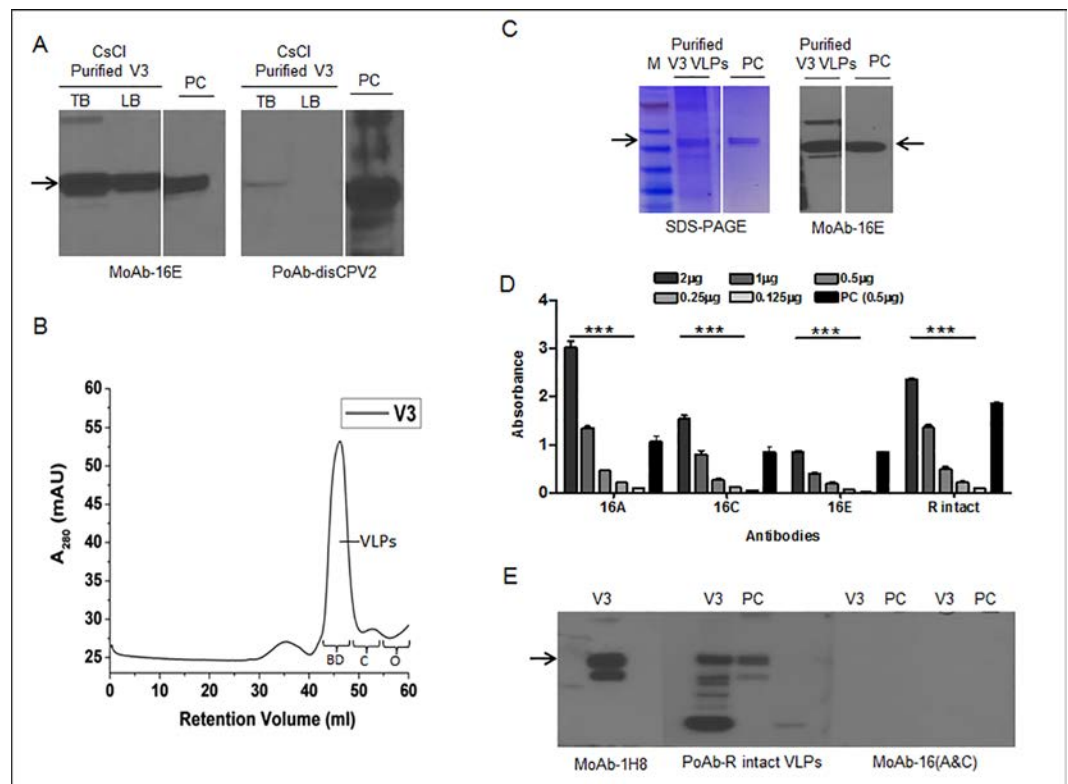 A
CsCl
Purified V3
PC
TB
LB
MoAb-16E
CsCl
Purified V3
PC
TB
LB
PoAb-disCPV2
B
60
55
50
45
40
35
30
25
A280 (mAU)
V3
VLPs
BD
C
O
0
10
20
30
40
50
60
Retention Volume (ml)
C
M
Purified
V3 VLPs
PC
SDS-PAGE
Purified
V3 VLPs
PC
MoAb-16E
D
2µg
1µg
0.5µg
0.25µg
0.125µg
PC (0.5µg)
4
3
2
1
0
Absorbance
***
***
***
***
16A
16C
16E
R intact
Antibodies
E
V3
V3
PC
V3
PC
V3
PC
MoAb-1H8
PoAb-R intact VLPs
MoAb-16(A&C)